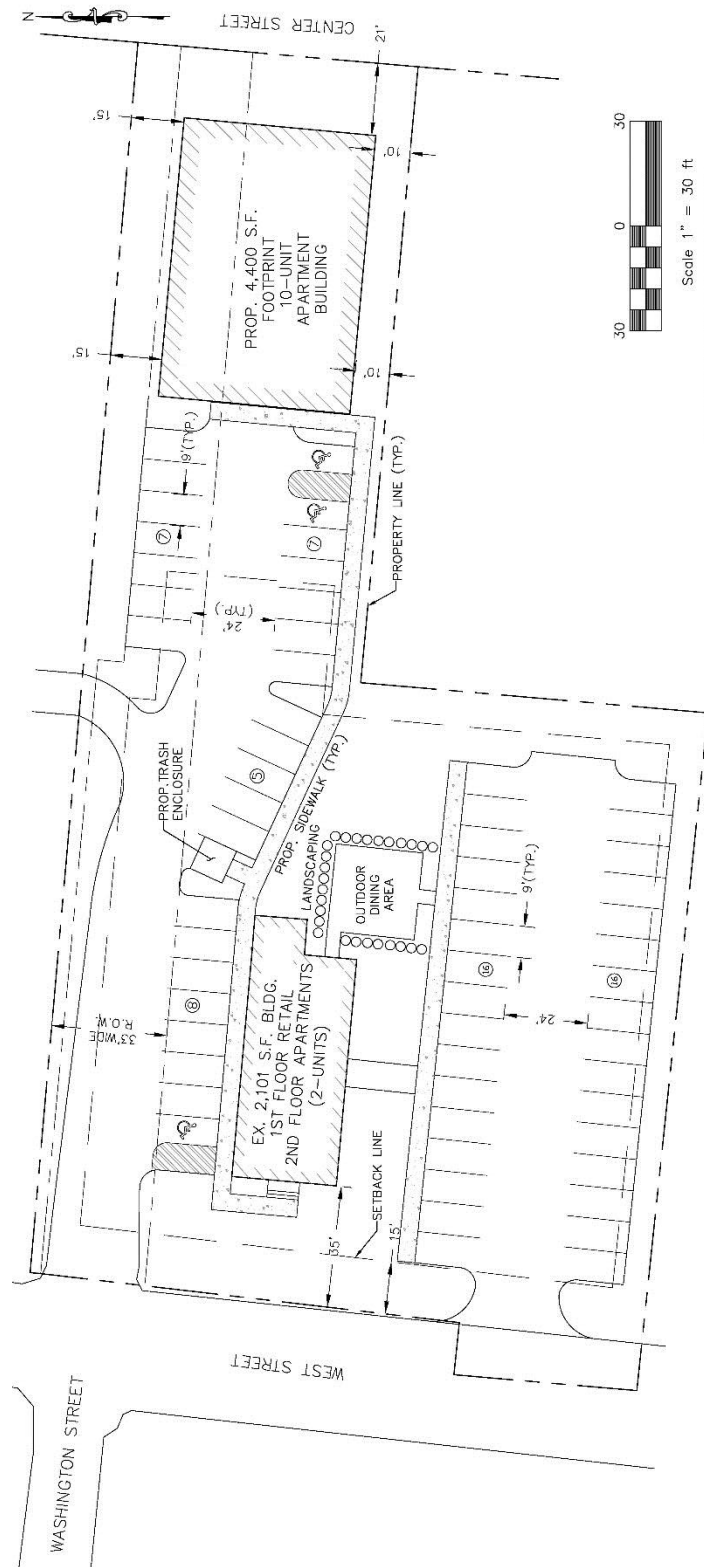 N
CENTER STREET
21'
15'
15'
10'
10'
PROP. 4,400 S.F.
FOOTPRINT
10-UNIT
APARTMENT
BUILDING
30
0
30
Scale 1" = 30 ft
9'(TYP.)
7
7
24'
(TYP.)
PROPERTY LINE (TYP.)
PROP. TRASH
ENCLOSURE
5
PROP. SIDEWALK (TYP.)
LANDSCAPING
OUTDOOR
DINING
AREA
33' WIDE
R.O.W.
8
EX. 2,101 S.F. BLDG.
1ST FLOOR RETAIL
2ND FLOOR APARTMENTS
(2-UNITS)
9'(TYP.)
16
16
24'
SETBACK LINE
35'
15'
WEST STREET
WASHINGTON STREET